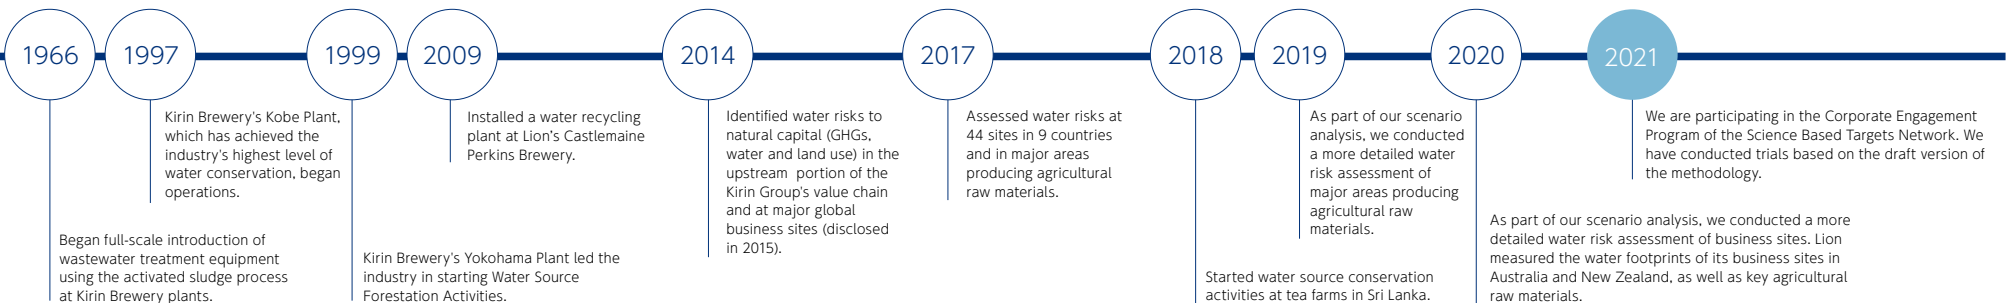 1966
Began full-scale introduction of
wastewater treatment equipment
using the activated sludge process
at Kirin Brewery plants.
1997
Kirin Brewery's Kobe Plant,
which has achieved the
industry's highest level of
water conservation, began
operations.
1999
Kirin Brewery's Yokohama Plant led the
industry in starting Water Source
Forestation Activities.
2009
Installed a water recycling
plant at Lion’s Castlemaine
Perkins Brewery.
2014
Identified water risks to
natural capital (GHGs,
water and land use) in the
upstream portion of the
Kirin Group's value chain
and at major global
business sites (disclosed
in 2015).
2017
Assessed water risks at
44 sites in 9 countries
and in major areas
producing agricultural
raw materials.
2018
Started water source conservation
activities at tea farms in Sri Lanka.
2019
As part of our scenario
analysis, we conducted
a more detailed water
risk assessment of
major areas producing
agricultural raw
materials.
2020
As part of our scenario analysis, we conducted a more
detailed water risk assessment of business sites. Lion
measured the water footprints of its business sites in
Australia and New Zealand, as well as key agricultural
raw materials.
2021
We are participating in the Corporate Engagement
Program of the Science Based Targets Network. We
have conducted trials based on the draft version of
the methodology.